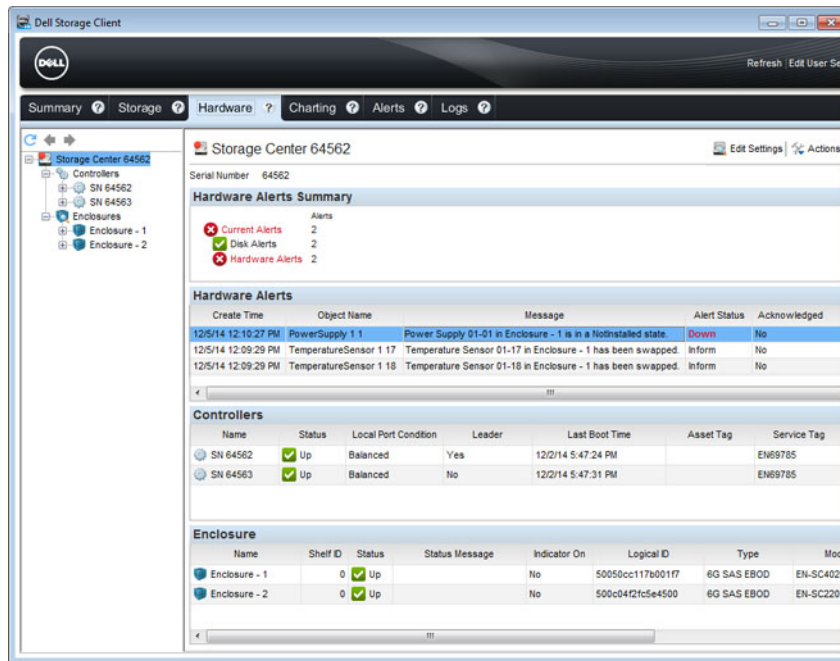 Dell Storage Client
DELL
Refresh Edit User Se
Summary ? Storage ? Hardware ? Charting ? Alerts ? Logs ?
Storage Center 64562
Controllers
SN 64562
SN 64563
Enclosures
Enclosure - 1
Enclosure - 2
Storage Center 64562 Edit Settings Actions
Serial Number 64562
Hardware Alerts Summary
Alerts
Current Alerts 2
Disk Alerts 2
Hardware Alerts 2
Hardware Alerts
Create Time Object Name Message Alert Status Acknowledged
12/5/14 12:10:27 PM PowerSupply 1 1 Power Supply 01-01 in Enclosure - 1 is in a NotInstalled state. Down No
12/5/14 12:09:29 PM TemperatureSensor 1 17 Temperature Sensor 01-17 in Enclosure - 1 has been swapped. Inform No
12/5/14 12:09:29 PM TemperatureSensor 1 18 Temperature Sensor 01-18 in Enclosure - 1 has been swapped. Inform No
Controllers
Name Status Local Port Condition Leader Last Boot Time Asset Tag Service Tag
SN 64562 Up Balanced Yes 12/2/14 5:47:24 PM EN69785
SN 64563 Up Balanced No 12/2/14 5:47:31 PM EN69785
Enclosure
Name Shelf ID Status Status Message Indicator On Logical ID Type Moc
Enclosure - 1 0 Up No 50050cc117b001f7 6G SAS EBOD EN-SC402
Enclosure - 2 0 Up No 500c04f2fc5e4500 6G SAS EBOD EN-SC220